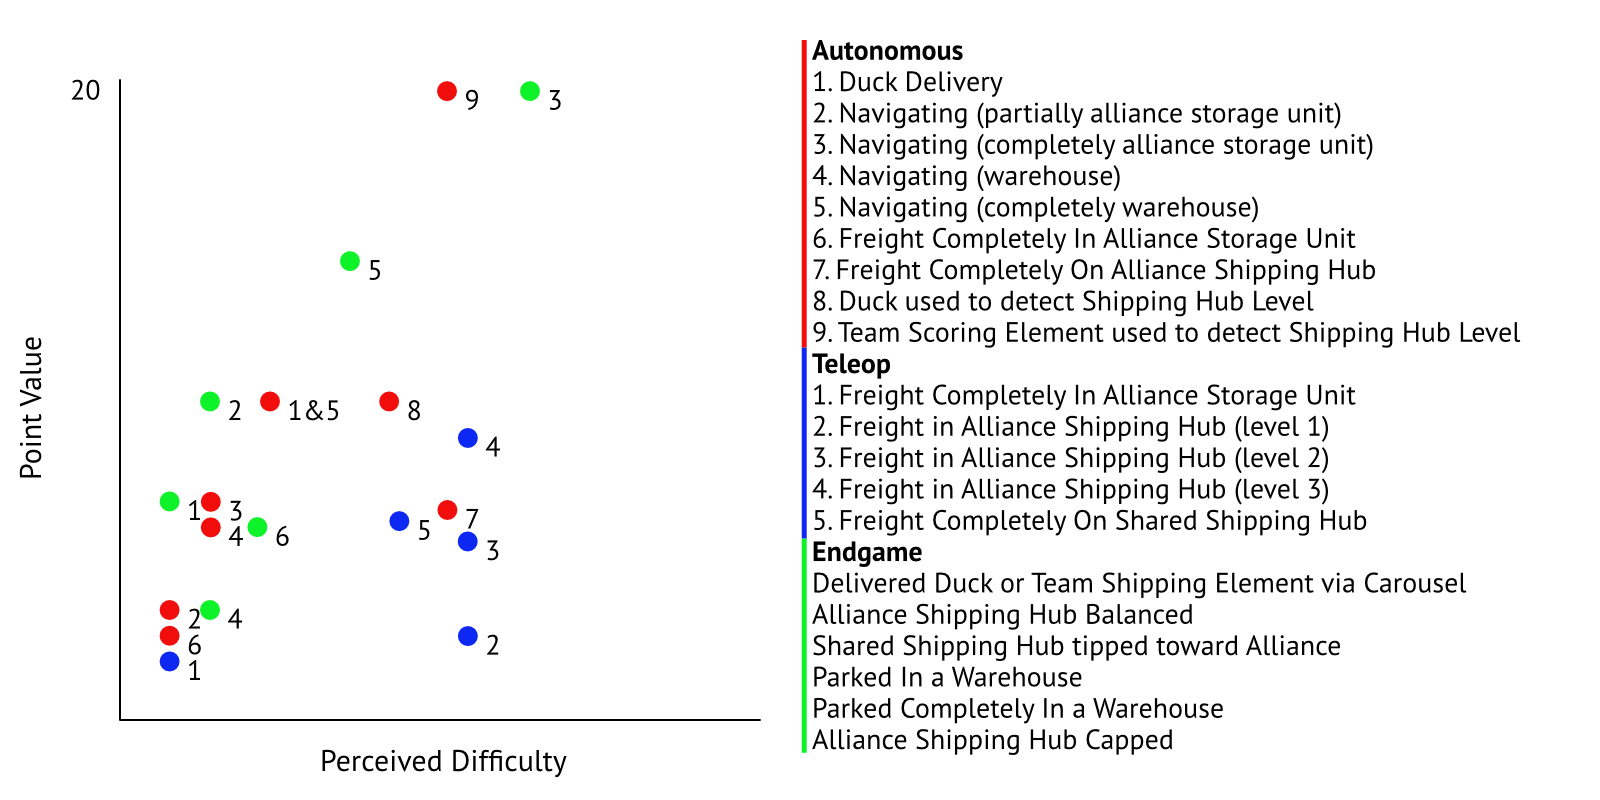 20
9
3
5
2
1&5
8
4
1
3
4
6
5
7
3
2
4
6
1
2
Point Value
Perceived Difficulty
Autonomous
1. Duck Delivery
2. Navigating (partially alliance storage unit)
3. Navigating (completely alliance storage unit)
4. Navigating (warehouse)
5. Navigating (completely warehouse)
6. Freight Completely In Alliance Storage Unit
7. Freight Completely On Alliance Shipping Hub
8. Duck used to detect Shipping Hub Level
9. Team Scoring Element used to detect Shipping Hub Level
Teleop
1. Freight Completely In Alliance Storage Unit
2. Freight in Alliance Shipping Hub (level 1)
3. Freight in Alliance Shipping Hub (level 2)
4. Freight in Alliance Shipping Hub (level 3)
5. Freight Completely On Shared Shipping Hub
Endgame
Delivered Duck or Team Shipping Element via Carousel
Alliance Shipping Hub Balanced
Shared Shipping Hub tipped toward Alliance
Parked In a Warehouse
Parked Completely In a Warehouse
Alliance Shipping Hub Capped